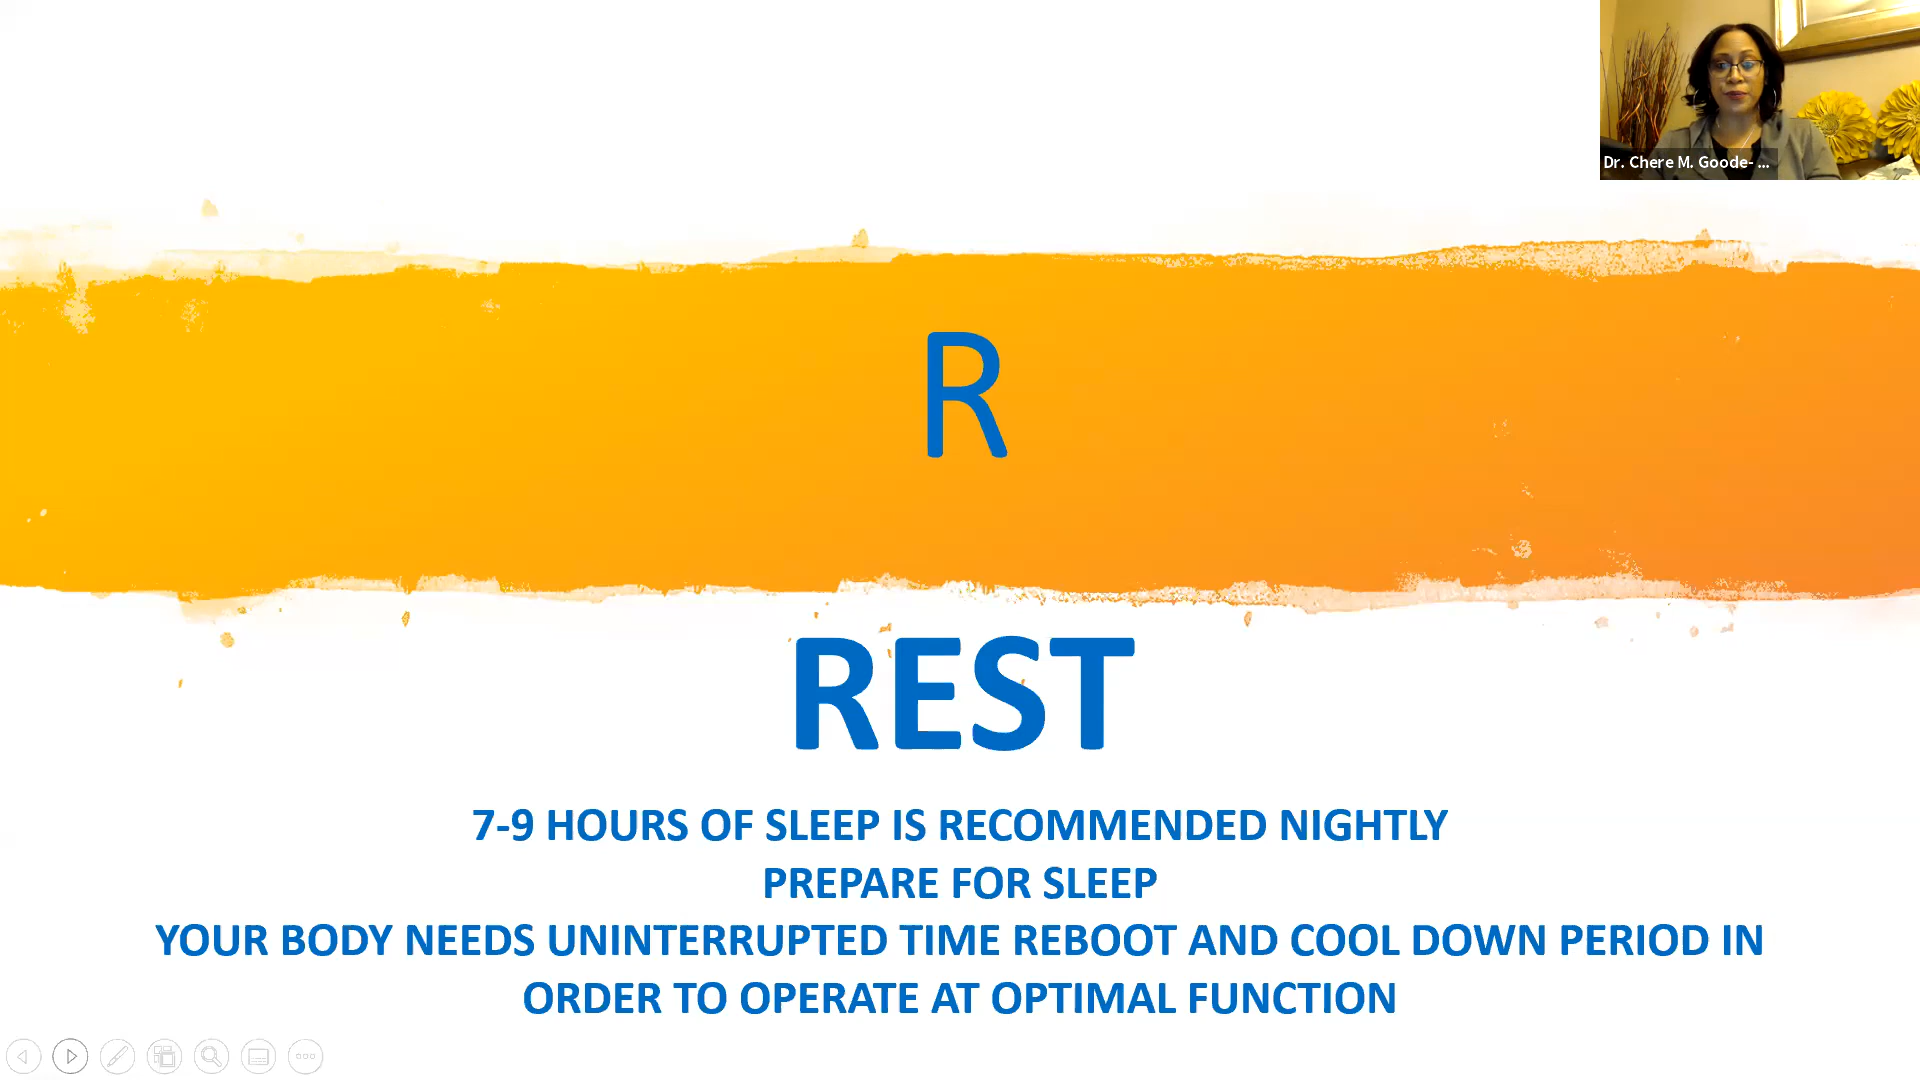 Dr. Chere M. Goode- ...
R
REST
7-9 HOURS OF SLEEP IS RECOMMENDED NIGHTLY
PREPARE FOR SLEEP
YOUR BODY NEEDS UNINTERRUPTED TIME REBOOT AND COOL DOWN PERIOD IN
ORDER TO OPERATE AT OPTIMAL FUNCTION